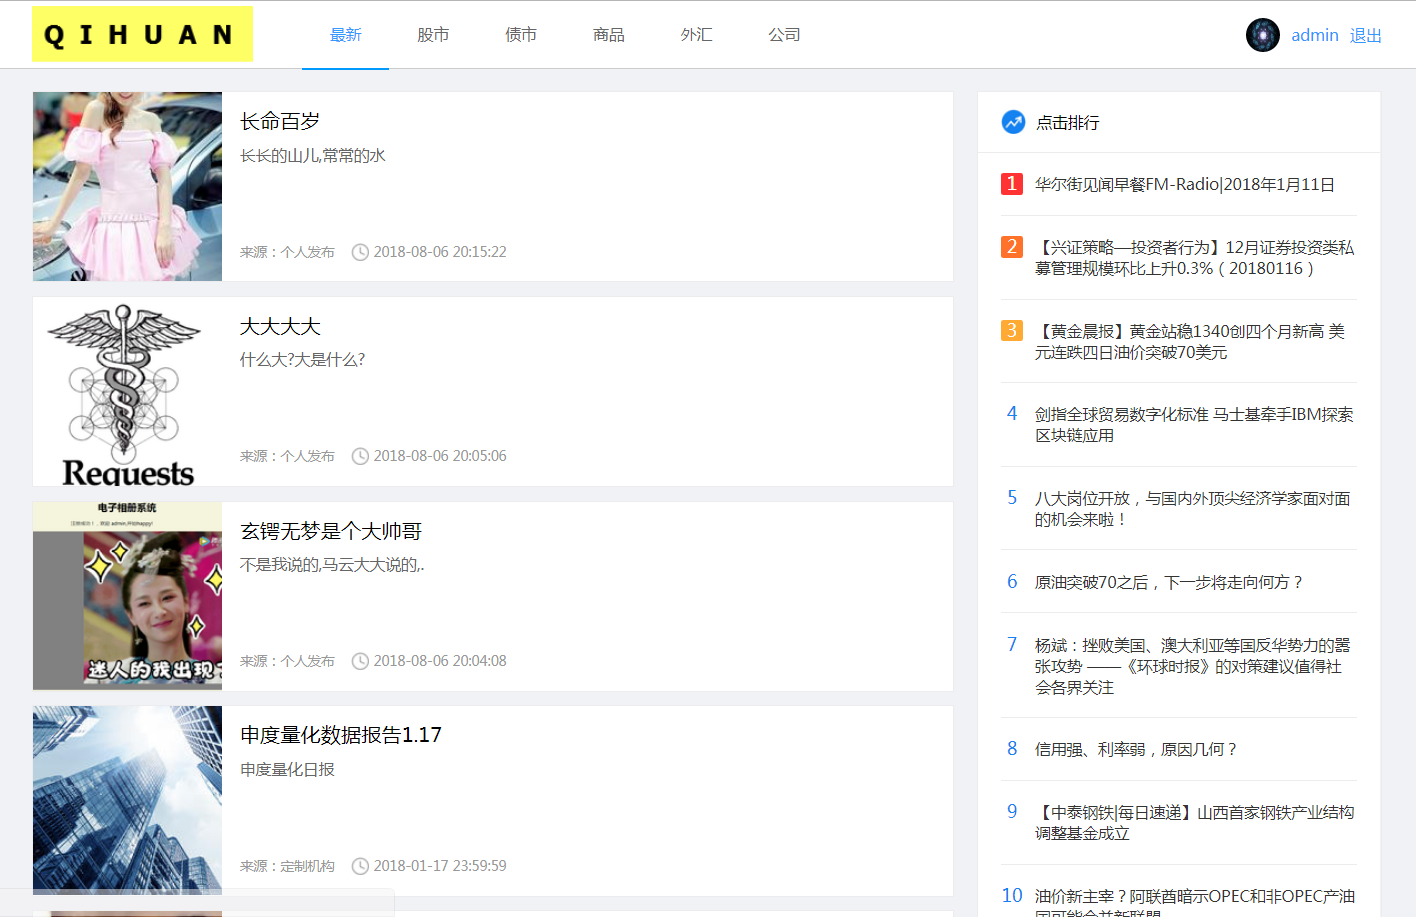 QIHUAN
最新
股市
债市
商品
外汇
公司
admin 退出
长命百岁
长长的山儿,常常的水
来源：个人发布 2018-08-06 20:15:22
Requests
大大大大
什么大?大是什么?
来源：个人发布 2018-08-06 20:05:06
电子相册系统
迷人的我出现
玄锷无梦是个大帅哥
不是我说的,马云大大说的,.
来源：个人发布 2018-08-06 20:04:08
申度量化数据报告1.17
申度量化日报
来源：定制机构 2018-01-17 23:59:59
点击排行
1 华尔街见闻早餐FM-Radio|2018年1月11日
2 【兴证策略—投资者行为】12月证券投资类私
募管理规模环比上升0.3%（20180116）
3 【黄金晨报】黄金站稳1340创四个月新高 美
元连跌四日油价突破70美元
4 剑指全球贸易数字化标准 马士基牵手IBM探索
区块链应用
5 八大岗位开放，与国内外顶尖经济学家面对面
的机会来啦！
6 原油突破70之后，下一步将走向何方？
7 杨斌：挫败美国、澳大利亚等国反华势力的嚣
张攻势 ——《环球时报》的对策建议值得社
会各界关注
8 信用强、利率弱，原因几何？
9 【中泰钢铁|每日速递】山西首家钢铁产业结构
调整基金成立
10 油价新主宰？阿联酋暗示OPEC和非OPEC产油